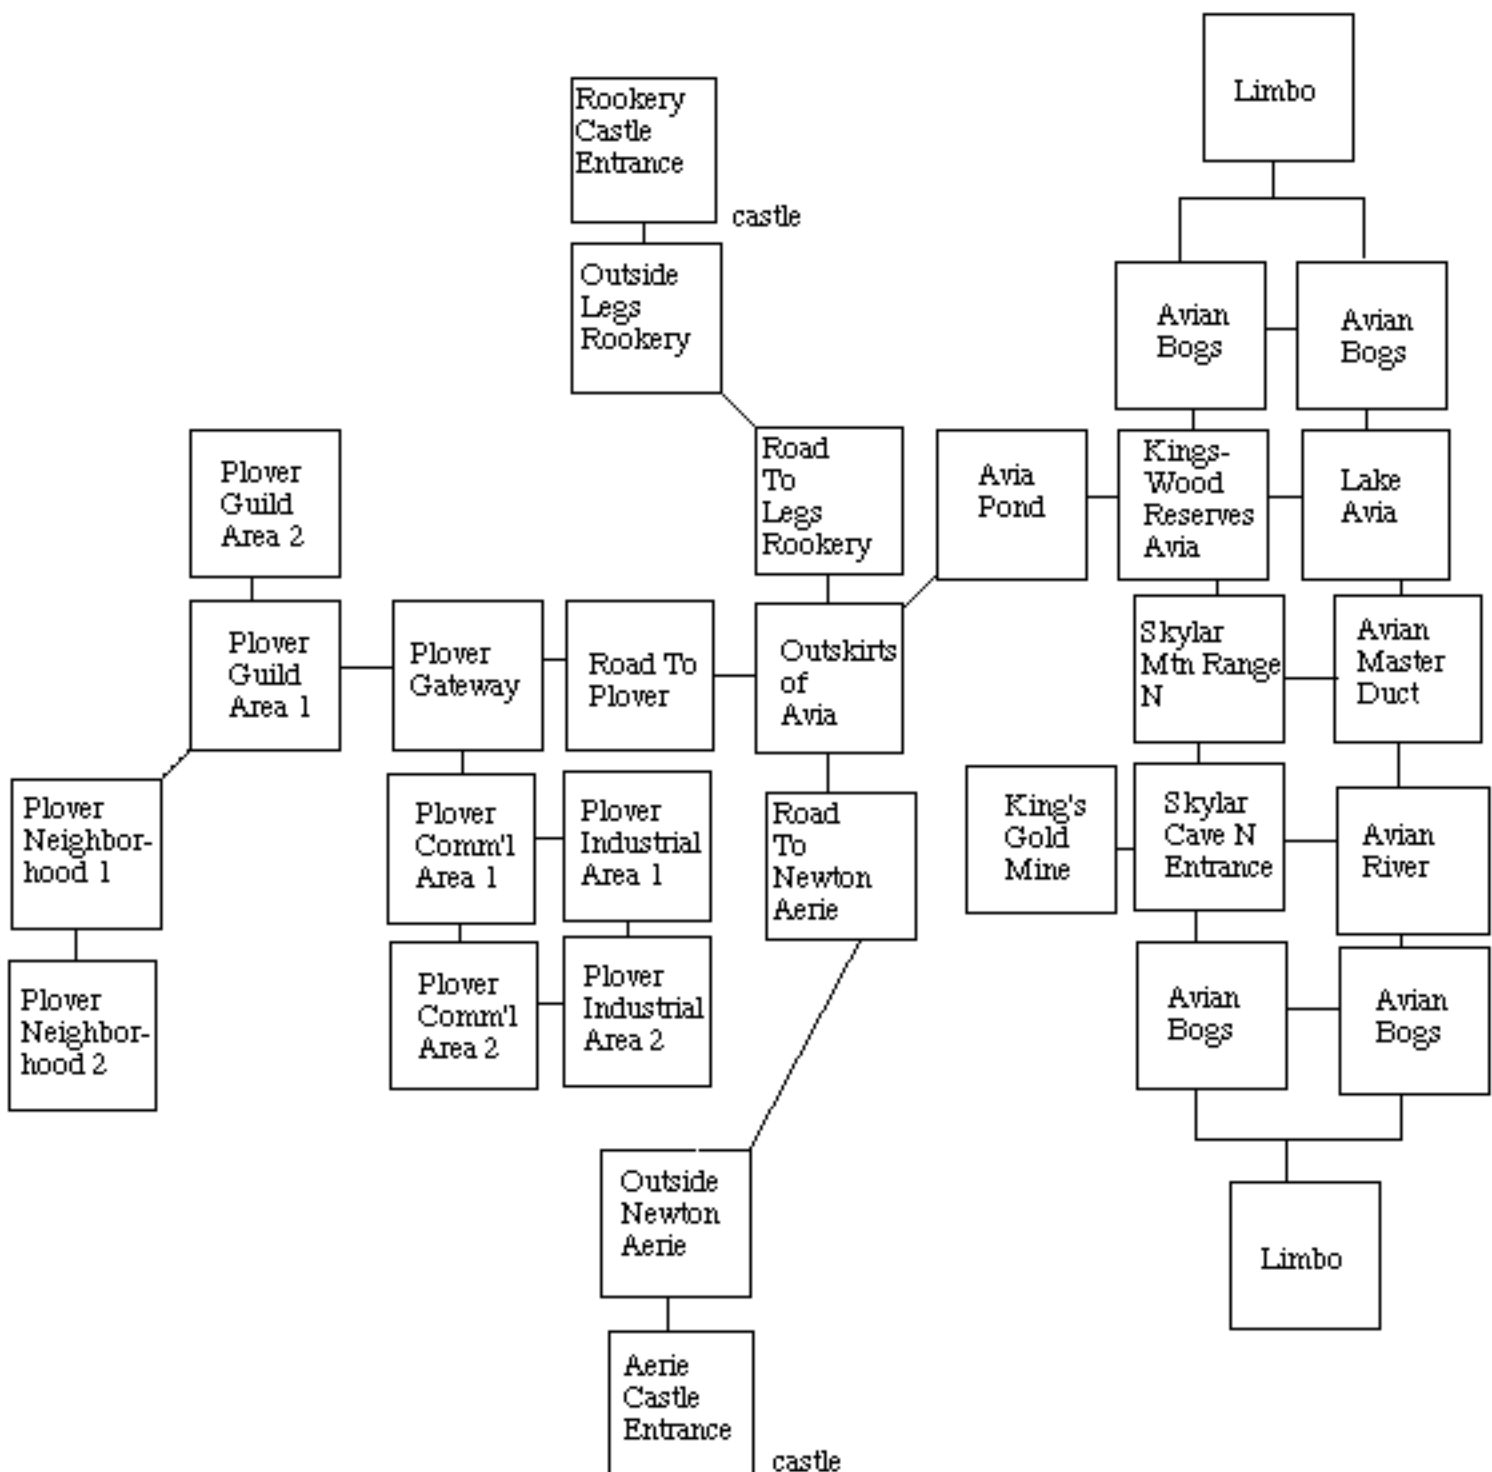 Limbo
Rookery
Castle
Entrance
castle
Outside
Legs
Rookery
Avian
Bogs
Avian
Bogs
Road
To
Legs
Rookery
Avia
Pond
Kings-
Wood
Reserves
Avia
Lake
Avia
Plover
Guild
Area 2
Plover
Guild
Area 1
Plover
Gateway
Road To
Plover
Outskirts
of
Avia
Skylar
Mtn Range
N
Avian
Master
Duct
Plover
Neighbor-
hood 1
Plover
Comm'l
Area 1
Plover
Industrial
Area 1
Road
To
Newton
Aerie
King's
Gold
Mine
Skylar
Cave N
Entrance
Avian
River
Plover
Neighbor-
hood 2
Plover
Comm'l
Area 2
Plover
Industrial
Area 2
Avian
Bogs
Avian
Bogs
Outside
Newton
Aerie
Limbo
Aerie
Castle
Entrance
castle